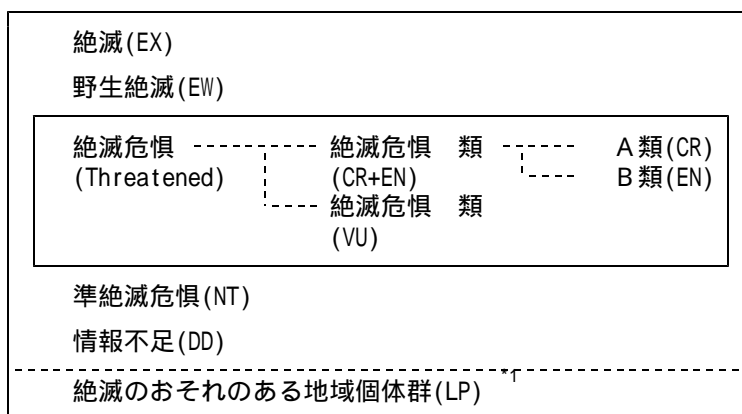 絶滅(EX)
野生絶滅(EW)
絶滅危惧 絶滅危惧 類 A類(CR)
(Threatened) (CR+EN) B類(EN)
絶滅危惧 類
(VU)
準絶滅危惧(NT)
情報不足(DD)
絶滅のおそれのある地域個体群(LP) *1